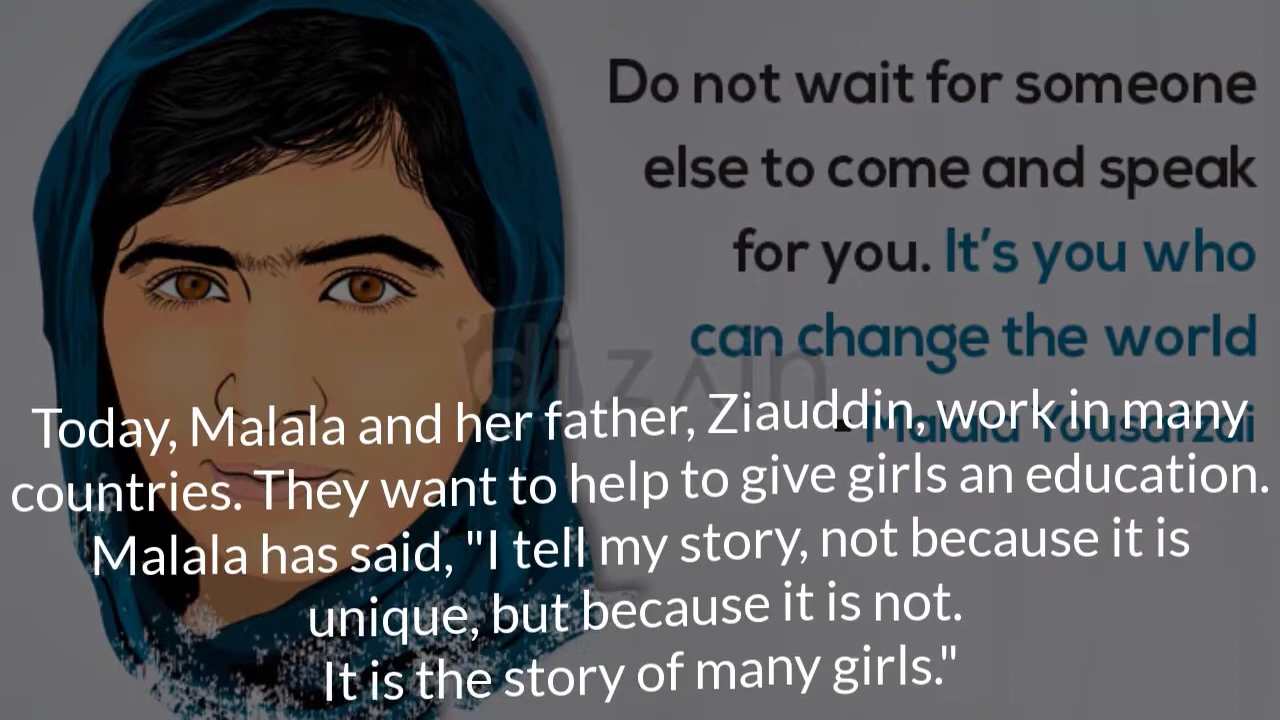 Do not wait for someone
else to come and speak
for you. It's you who
can change the world
- Malala Yousafzai
dizʌin
Today, Malala and her father, Ziauddin, work in many
countries. They want to help to give girls an education.
Malala has said, "I tell my story, not because it is
unique, but because it is not.
It is the story of many girls."